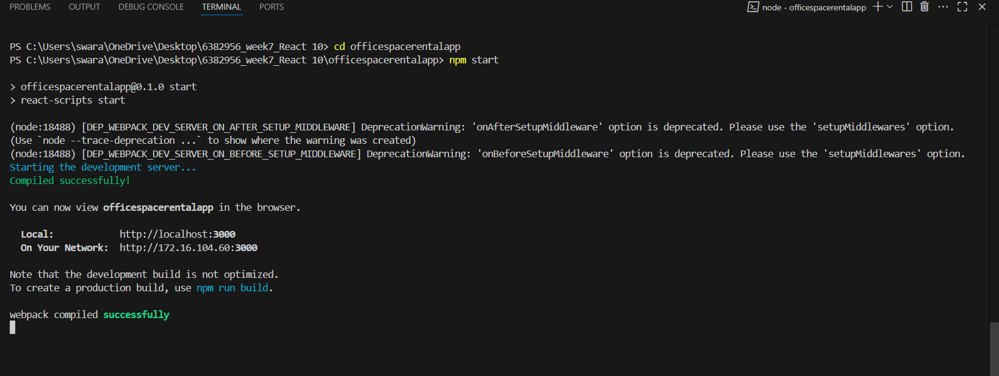 PROBLEMS OUTPUT DEBUG CONSOLE TERMINAL PORTS node - officespacerentalapp
PS C:\Users\swara\OneDrive\Desktop\6382956_week7_React 10> cd officespacerentalapp
PS C:\Users\swara\OneDrive\Desktop\6382956_week7_React 10\officespacerentalapp> npm start
> officespacerentalapp@0.1.0 start
> react-scripts start
(node:18488) [DEP_WEBPACK_DEV_SERVER_ON_AFTER_SETUP_MIDDLEWARE] DeprecationWarning: 'onAfterSetupMiddleware' option is deprecated. Please use the 'setupMiddlewares' option.
(Use `node --trace-deprecation ...` to show where the warning was created)
(node:18488) [DEP_WEBPACK_DEV_SERVER_ON_BEFORE_SETUP_MIDDLEWARE] DeprecationWarning: 'onBeforeSetupMiddleware' option is deprecated. Please use the 'setupMiddlewares' option.
Starting the development server...
Compiled successfully!
You can now view officespacerentalapp in the browser.
Local: http://localhost:3000
On Your Network: http://172.16.104.60:3000
Note that the development build is not optimized.
To create a production build, use npm run build.
webpack compiled successfully